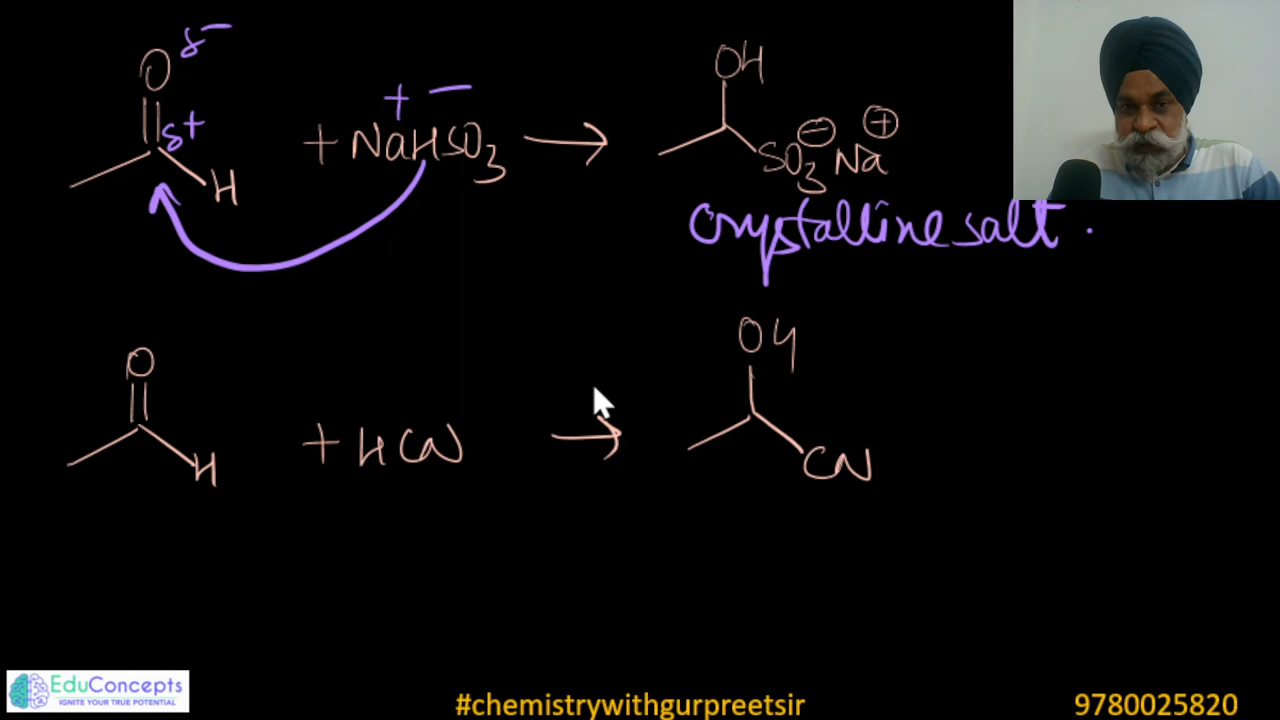 O δ−
δ+
H
+ NaHSO3 →
+ −
OH
SO3 ⊖ Na ⊕
crystalline salt .
O
H
+ HCN →
OH
CN
EduConcepts
IGNITE YOUR TRUE POTENTIAL
#chemistrywithgurpreetsir
9780025820